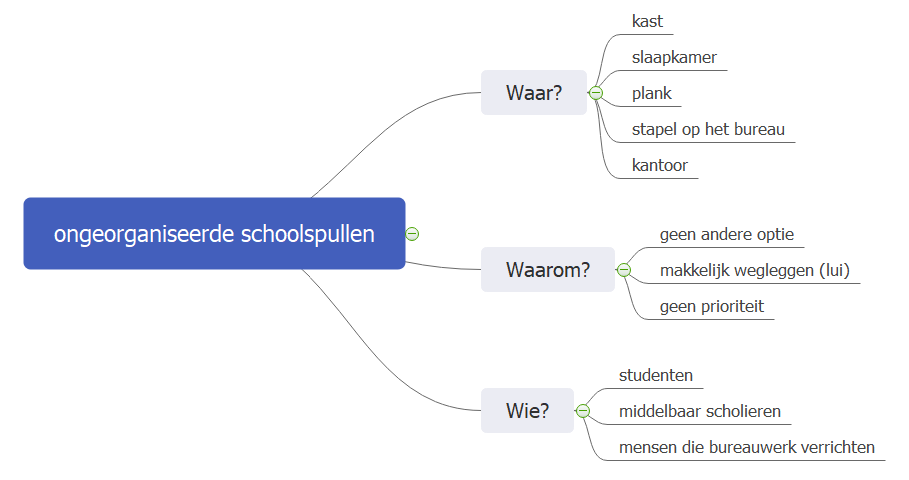 ongeorganiseerde schoolspullen
Waar?
kast
slaapkamer
plank
stapel op het bureau
kantoor
Waarom?
geen andere optie
makkelijk wegleggen (lui)
geen prioriteit
Wie?
studenten
middelbaar scholieren
mensen die bureauwerk verrichten